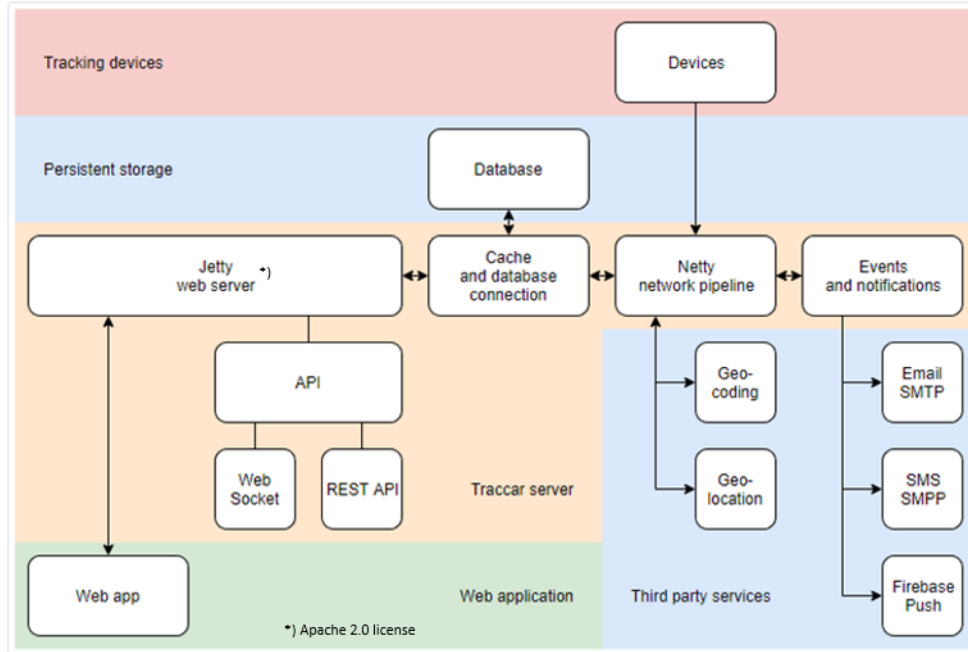 Tracking devices
Devices
Persistent storage
Database
Jetty
web server *)
Cache
and database
connection
Netty
network pipeline
Events
and notifications
API
Geo-
coding
Email
SMTP
Web
Socket
REST API
Traccar server
Geo-
location
SMS
SMPP
Web app
Web application
Third party services
Firebase
Push
*) Apache 2.0 license